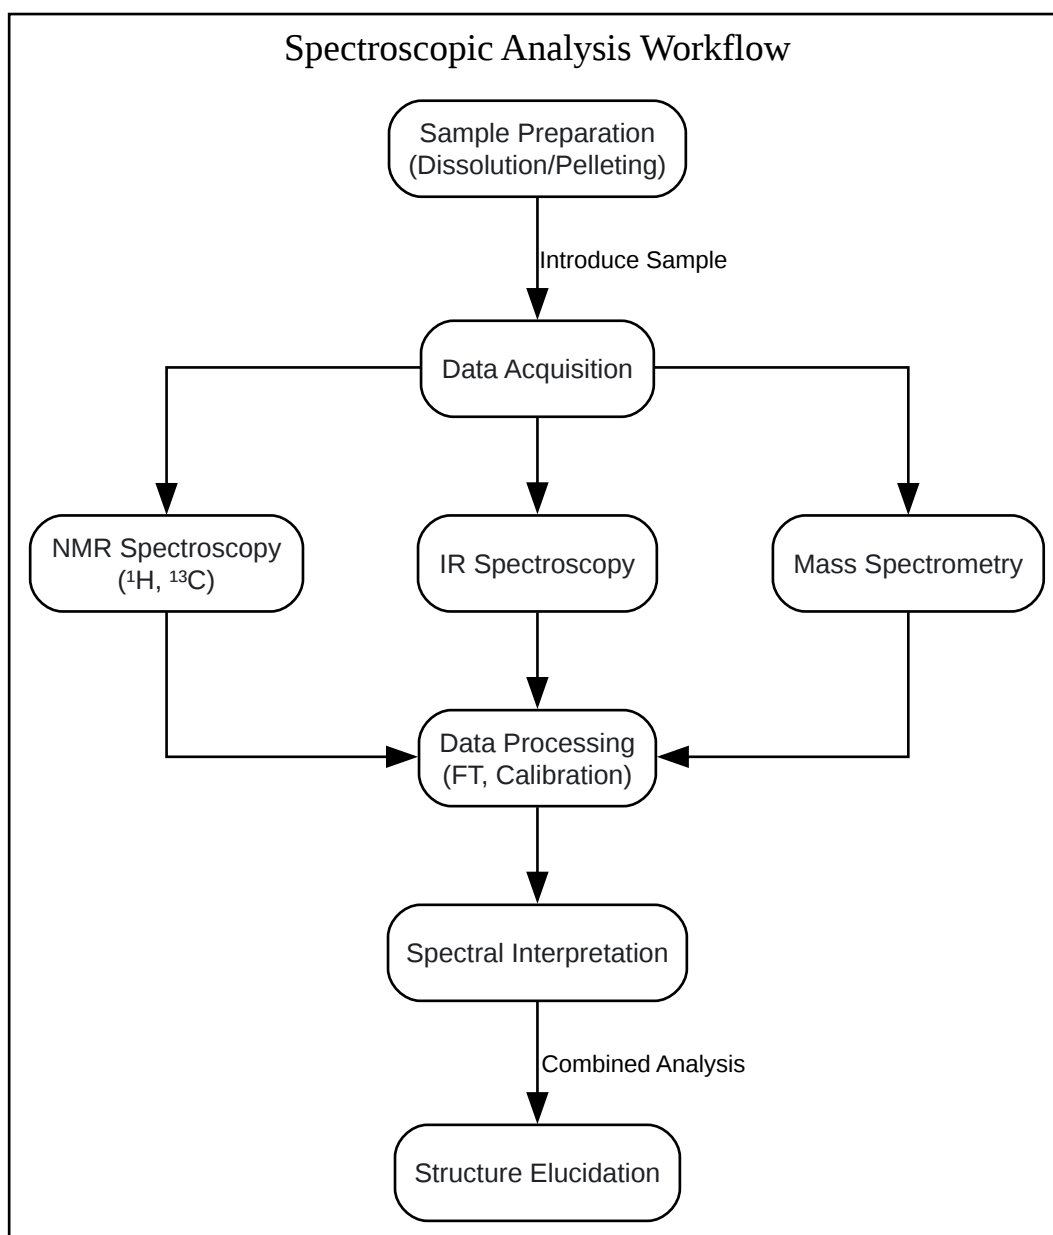 Spectroscopic Analysis Workflow
Sample Preparation
(Dissolution/Pelleting)
Introduce Sample
Data Acquisition
NMR Spectroscopy
(¹H, ¹³C)
IR Spectroscopy
Mass Spectrometry
Data Processing
(FT, Calibration)
Spectral Interpretation
Combined Analysis
Structure Elucidation